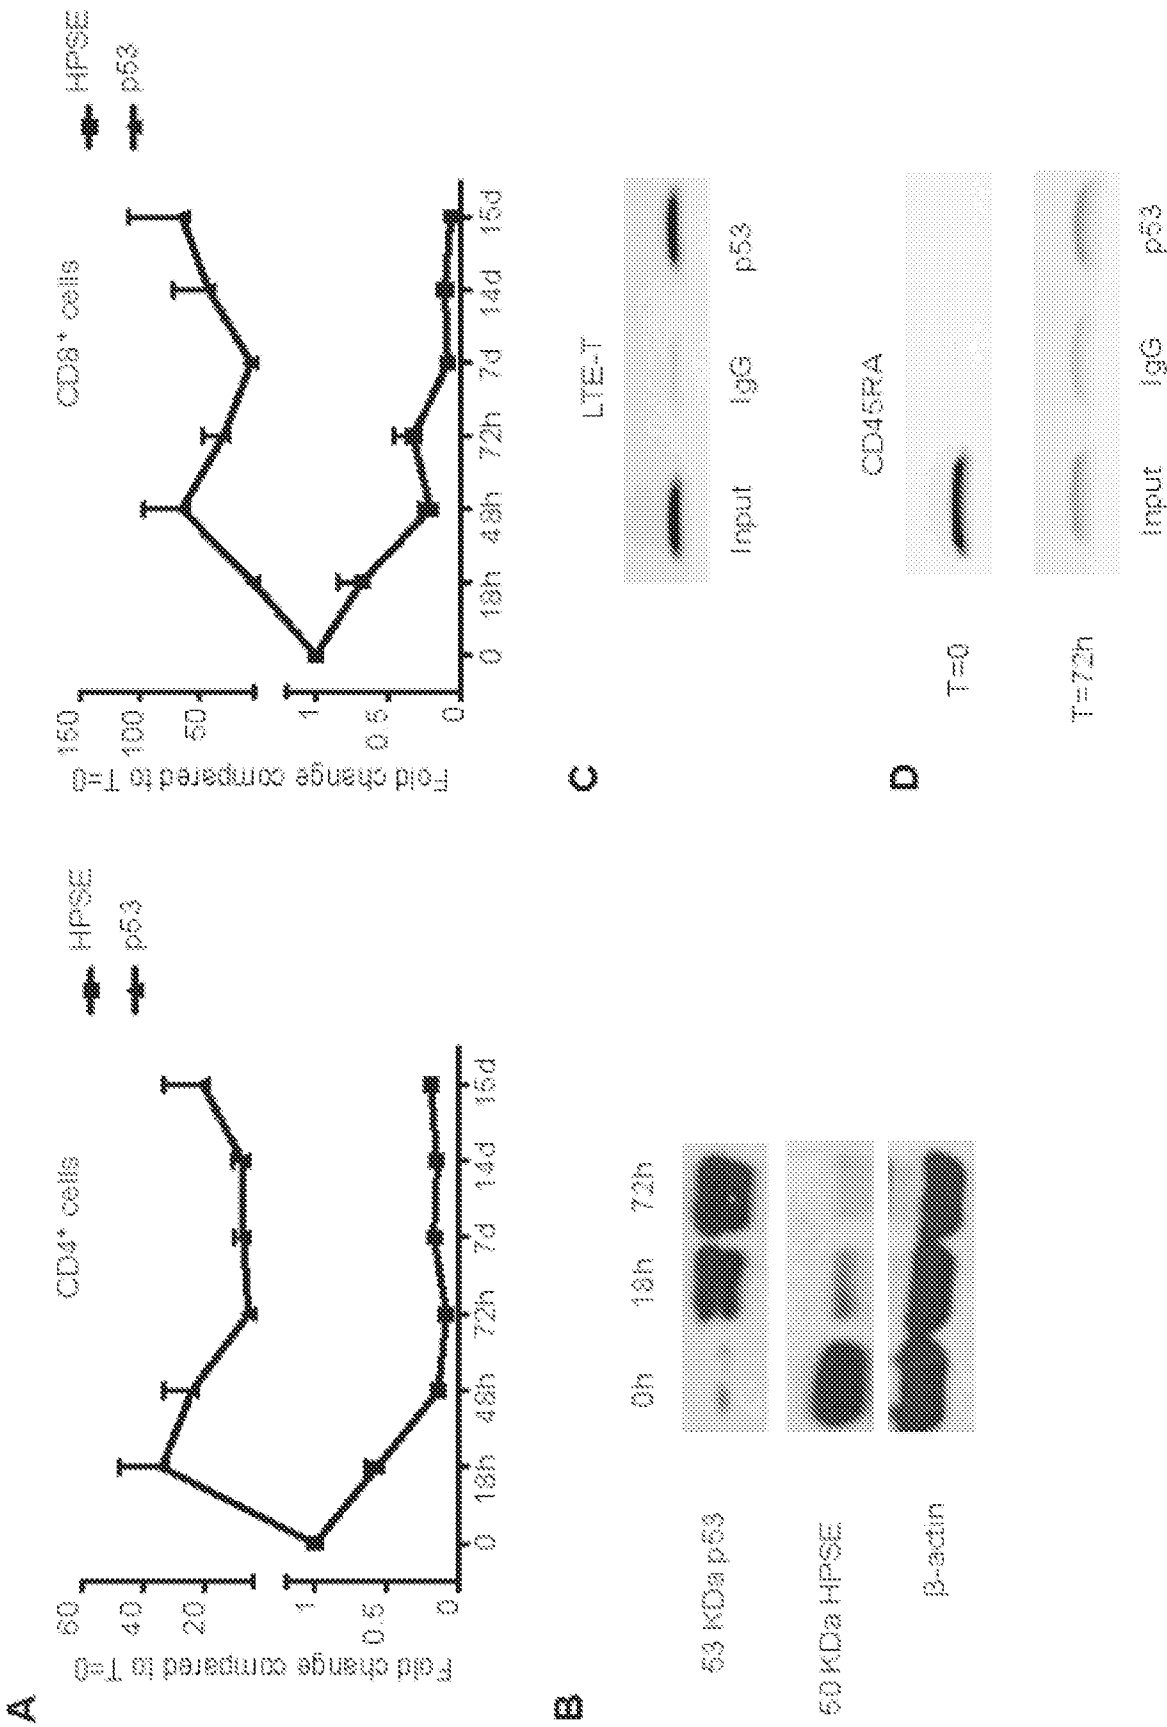 A
CD4+ cells
HPSE
p53
Fold change compared to T=0
60
40
20
1
0.5
0
0 18h 48h 72h 7d 14d 15d
CD8+ cells
HPSE
p53
Fold change compared to T=0
150
100
50
1
0.5
0
0 18h 48h 72h 7d 14d 15d
B
0h 18h 72h
53 KDa p53
50 KDa HPSE
β-actin
C
LTE-T
Input IgG p53
D
CD45RA
T=0
T=72h
Input IgG p53